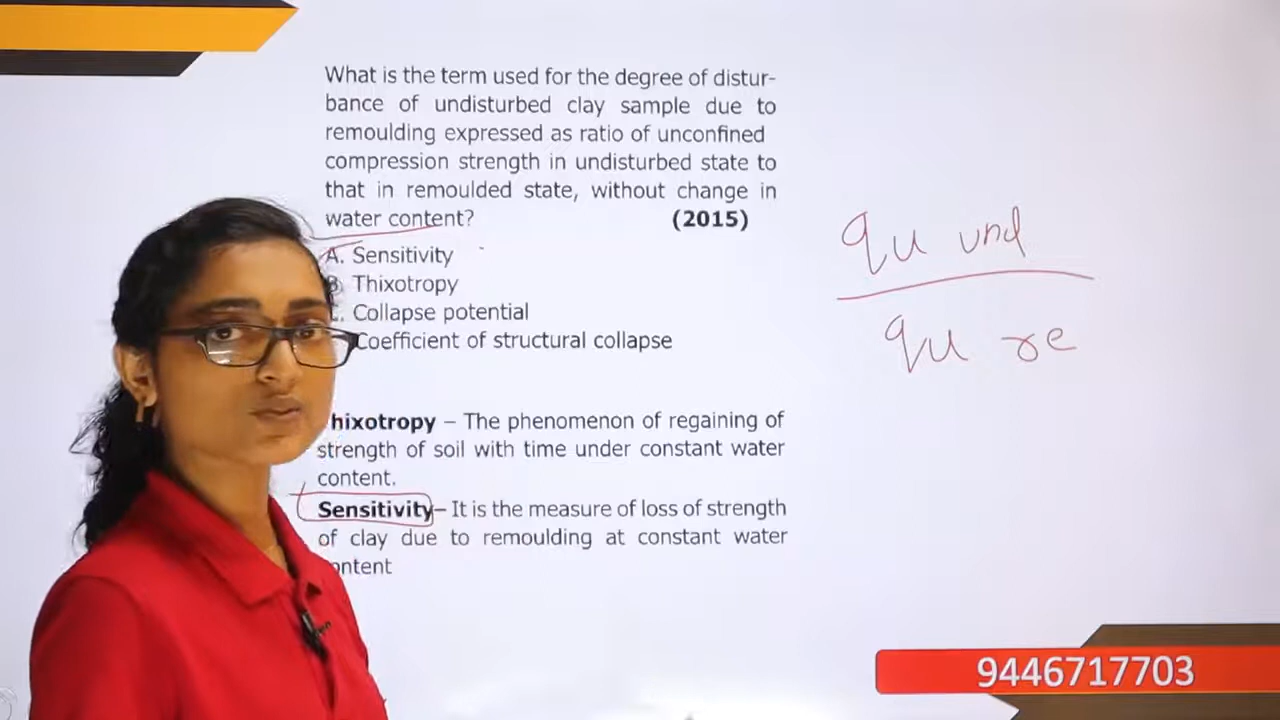 What is the term used for the degree of distur-
bance of undisturbed clay sample due to
remoulding expressed as ratio of unconfined
compression strength in undisturbed state to
that in remoulded state, without change in
water content? (2015)
A. Sensitivity
B. Thixotropy
. Collapse potential
Coefficient of structural collapse
qu und
qu re
hixotropy – The phenomenon of regaining of
strength of soil with time under constant water
content.
Sensitivity– It is the measure of loss of strength
of clay due to remoulding at constant water
ontent
9446717703